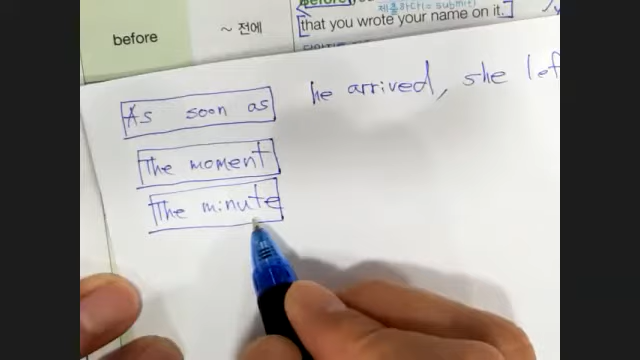 before
~ 전에
that you wrote your name on it.
As soon as he arrived, she lef
The moment
The minute